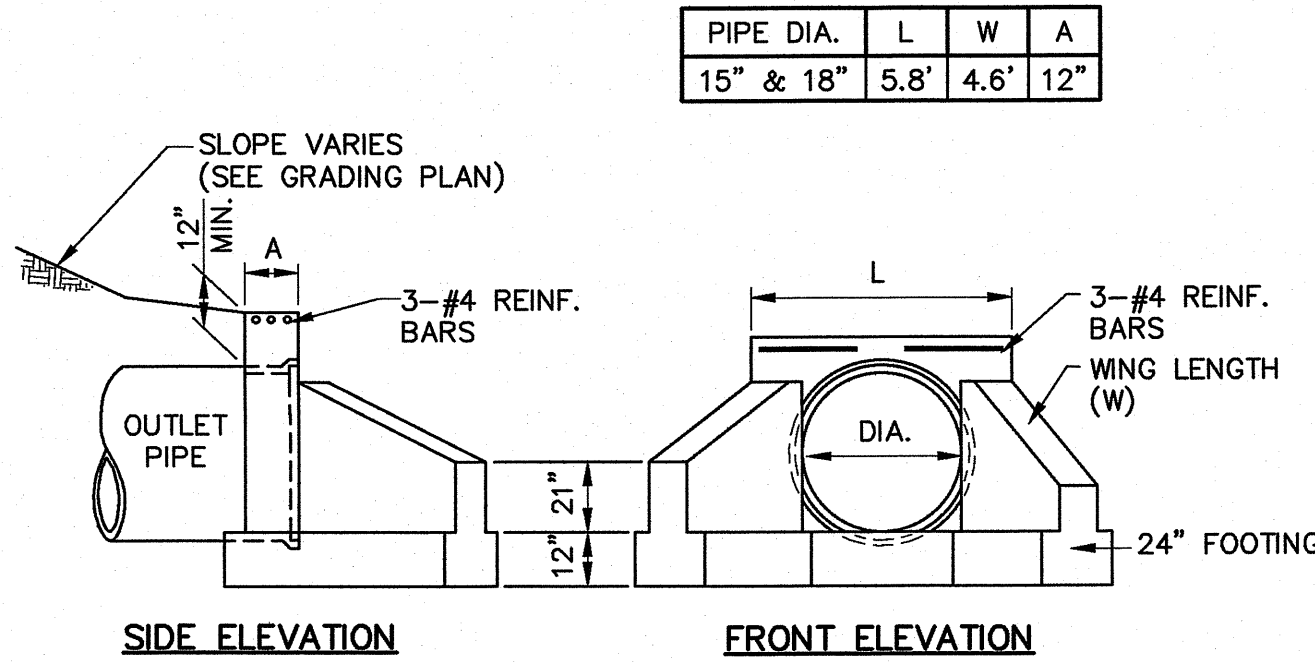 PIPE DIA. L W A
15" & 18" 5.8' 4.6' 12"
SLOPE VARIES
(SEE GRADING PLAN)
12"
MIN.
A
3-#4 REINF.
BARS
OUTLET
PIPE
21"
12"
SIDE ELEVATION
L
3-#4 REINF.
BARS
WING LENGTH
(W)
DIA.
24" FOOTING
FRONT ELEVATION